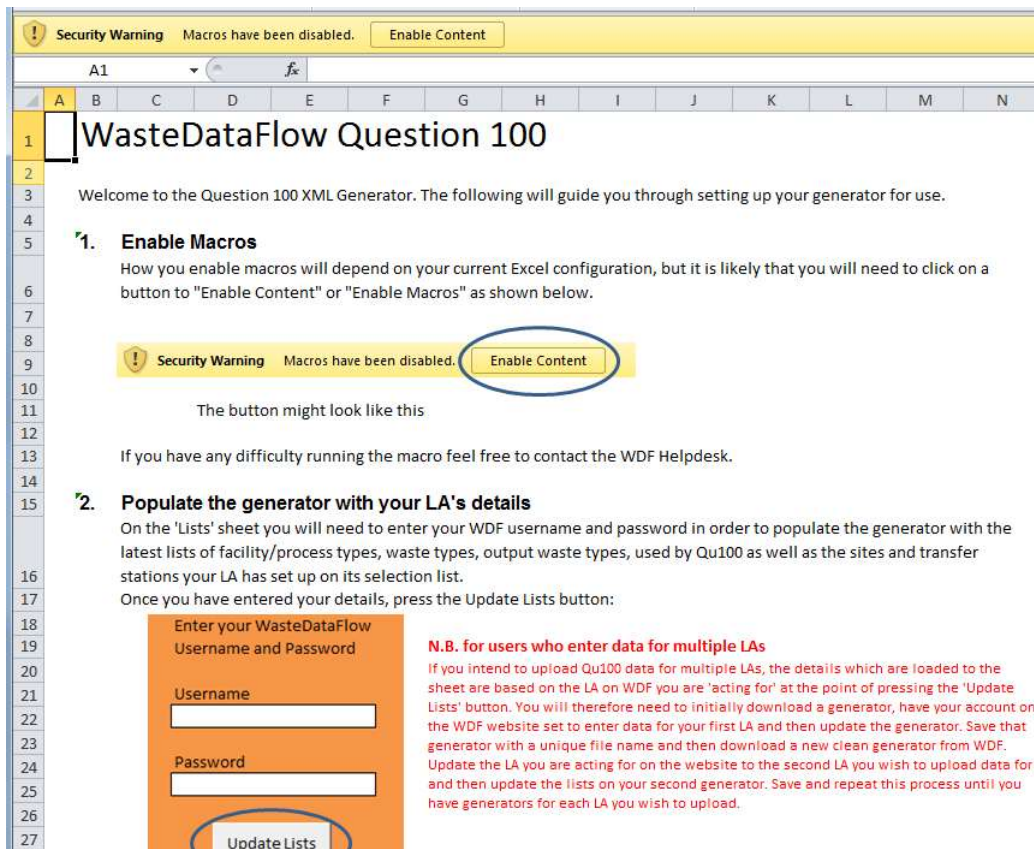 Security Warning Macros have been disabled. Enable Content
A1 fx
A B C D E F G H I J K L M N
1 WasteDataFlow Question 100
2
3 Welcome to the Question 100 XML Generator. The following will guide you through setting up your generator for use.
4
5 1. Enable Macros
How you enable macros will depend on your current Excel configuration, but it is likely that you will need to click on a
6 button to "Enable Content" or "Enable Macros" as shown below.
7
8
9 Security Warning Macros have been disabled. Enable Content
10
11 The button might look like this
12
13 If you have any difficulty running the macro feel free to contact the WDF Helpdesk.
14
15 2. Populate the generator with your LA's details
On the 'Lists' sheet you will need to enter your WDF username and password in order to populate the generator with the
latest lists of facility/process types, waste types, output waste types, used by Qu100 as well as the sites and transfer
16 stations your LA has set up on its selection list.
17 Once you have entered your details, press the Update Lists button:
18 Enter your WasteDataFlow
19 Username and Password N.B. for users who enter data for multiple LAs
20 If you intend to upload Qu100 data for multiple LAs, the details which are loaded to the
21 Username sheet are based on the LA on WDF you are 'acting for' at the point of pressing the 'Update
22 Lists' button. You will therefore need to initially download a generator, have your account on
23 the WDF website set to enter data for your first LA and then update the generator. Save that
generator with a unique file name and then download a new clean generator from WDF.
24 Password Update the LA you are acting for on the website to the second LA you wish to upload data for
25 and then update the lists on your second generator. Save and repeat this process until you
26 have generators for each LA you wish to upload.
27 Update Lists